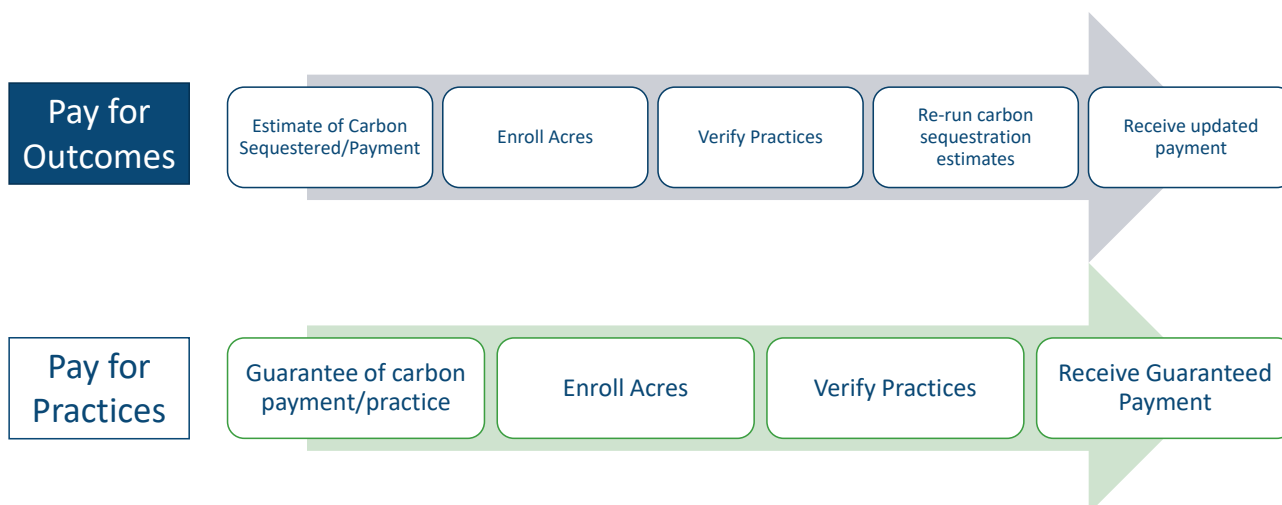 Pay for
Outcomes
Estimate of Carbon
Sequestered/Payment
Enroll Acres
Verify Practices
Re-run carbon
sequestration
estimates
Receive updated
payment
Pay for
Practices
Guarantee of carbon
payment/practice
Enroll Acres
Verify Practices
Receive Guaranteed
Payment